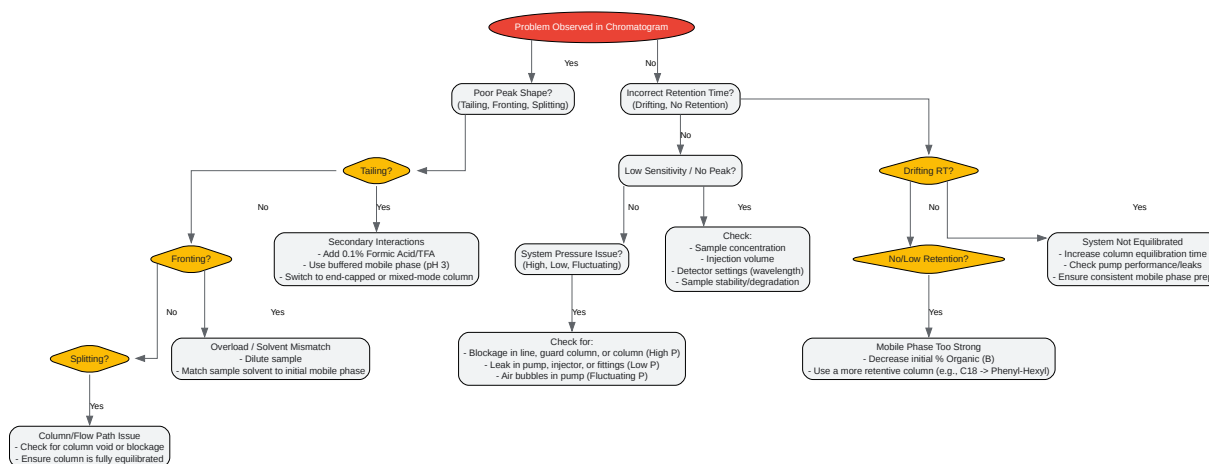 Problem Observed in Chromatogram
Yes
No
Poor Peak Shape?
(Tailing, Fronting, Splitting)
Incorrect Retention Time?
(Drifting, No Retention)
No
Tailing?
Low Sensitivity / No Peak?
Drifting RT?
No
Yes
No
Yes
No
Yes
Secondary Interactions
- Add 0.1% Formic Acid/TFA
- Use buffered mobile phase (pH 3)
- Switch to end-capped or mixed-mode column
Fronting?
System Pressure Issue?
(High, Low, Fluctuating)
Check:
- Sample concentration
- Injection volume
- Detector settings (wavelength)
- Sample stability/degradation
No/Low Retention?
System Not Equilibrated
- Increase column equilibration time
- Check pump performance/leaks
- Ensure consistent mobile phase prep
No
Yes
Yes
Yes
Splitting?
Overload / Solvent Mismatch
- Dilute sample
- Match sample solvent to initial mobile phase
Check for:
- Blockage in line, guard column, or column (High P)
- Leak in pump, injector, or fittings (Low P)
- Air bubbles in pump (Fluctuating P)
Mobile Phase Too Strong
- Decrease initial % Organic (B)
- Use a more retentive column (e.g., C18 -> Phenyl-Hexyl)
Yes
Column/Flow Path Issue
- Check for column void or blockage
- Ensure column is fully equilibrated